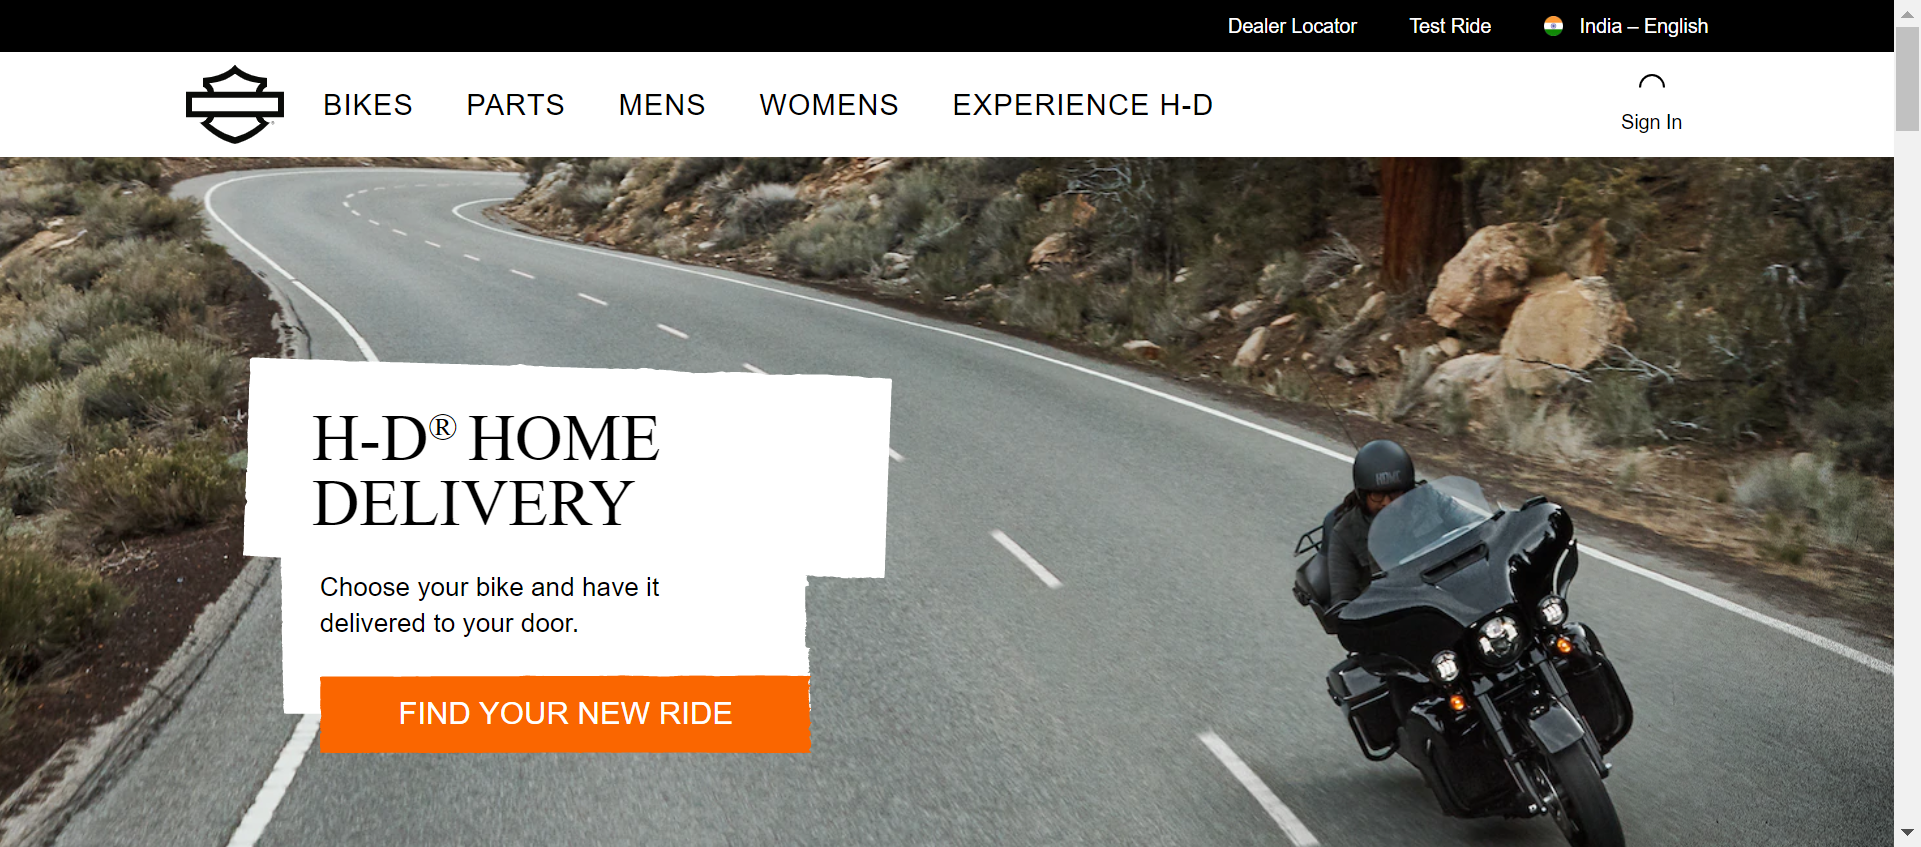 Dealer Locator Test Ride India – English
BIKES PARTS MENS WOMENS EXPERIENCE H-D
Sign In
H-D® HOME
DELIVERY
Choose your bike and have it
delivered to your door.
FIND YOUR NEW RIDE